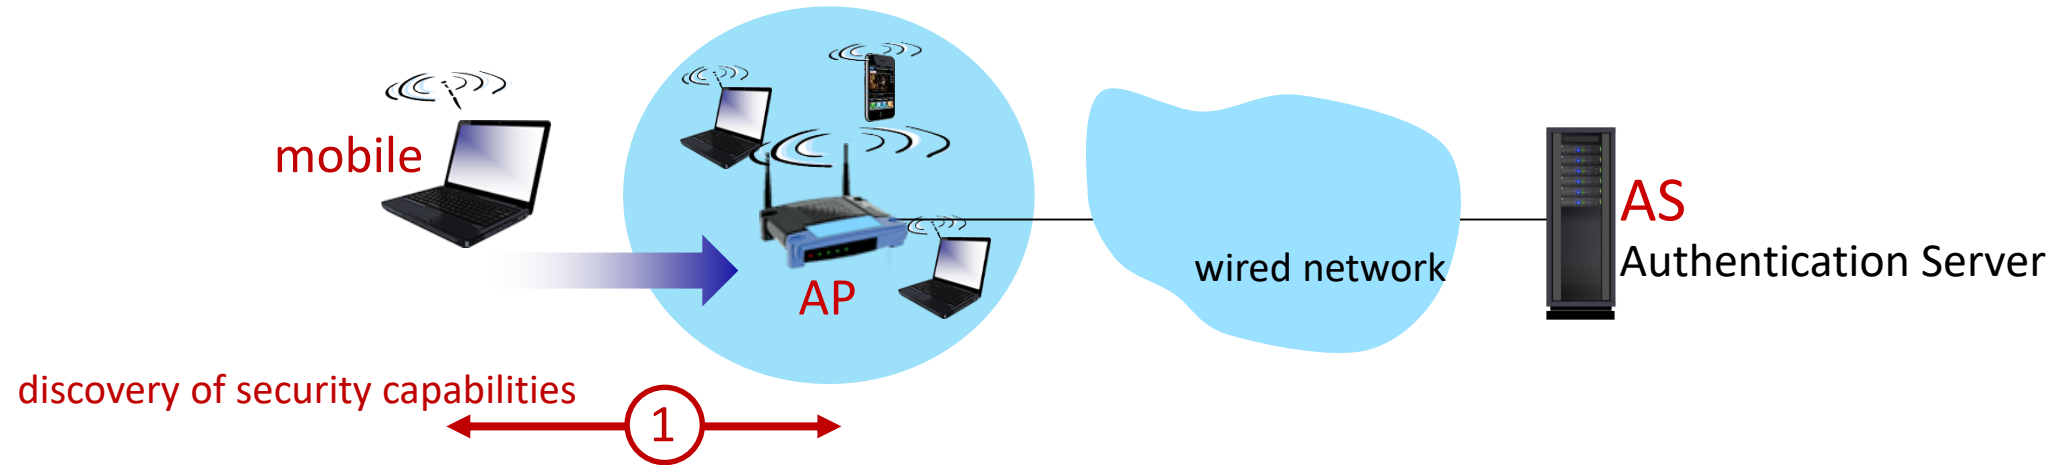 mobile
AP
wired network
AS
Authentication Server
discovery of security capabilities
1